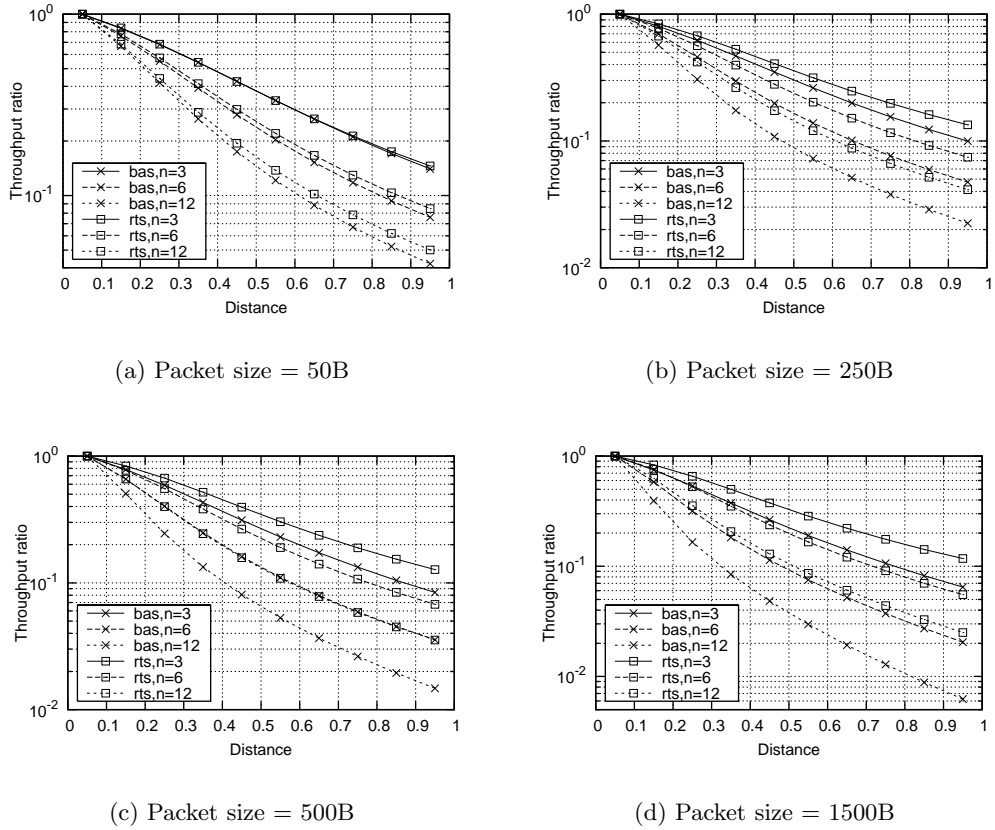 10^0
10^-1
Throughput ratio
bas,n=3
bas,n=6
bas,n=12
rts,n=3
rts,n=6
rts,n=12
0 0.1 0.2 0.3 0.4 0.5 0.6 0.7 0.8 0.9 1
Distance
(a) Packet size = 50B
10^0
10^-1
10^-2
Throughput ratio
bas,n=3
bas,n=6
bas,n=12
rts,n=3
rts,n=6
rts,n=12
0 0.1 0.2 0.3 0.4 0.5 0.6 0.7 0.8 0.9 1
Distance
(b) Packet size = 250B
10^0
10^-1
10^-2
Throughput ratio
bas,n=3
bas,n=6
bas,n=12
rts,n=3
rts,n=6
rts,n=12
0 0.1 0.2 0.3 0.4 0.5 0.6 0.7 0.8 0.9 1
Distance
(c) Packet size = 500B
10^0
10^-1
10^-2
Throughput ratio
bas,n=3
bas,n=6
bas,n=12
rts,n=3
rts,n=6
rts,n=12
0 0.1 0.2 0.3 0.4 0.5 0.6 0.7 0.8 0.9 1
Distance
(d) Packet size = 1500B